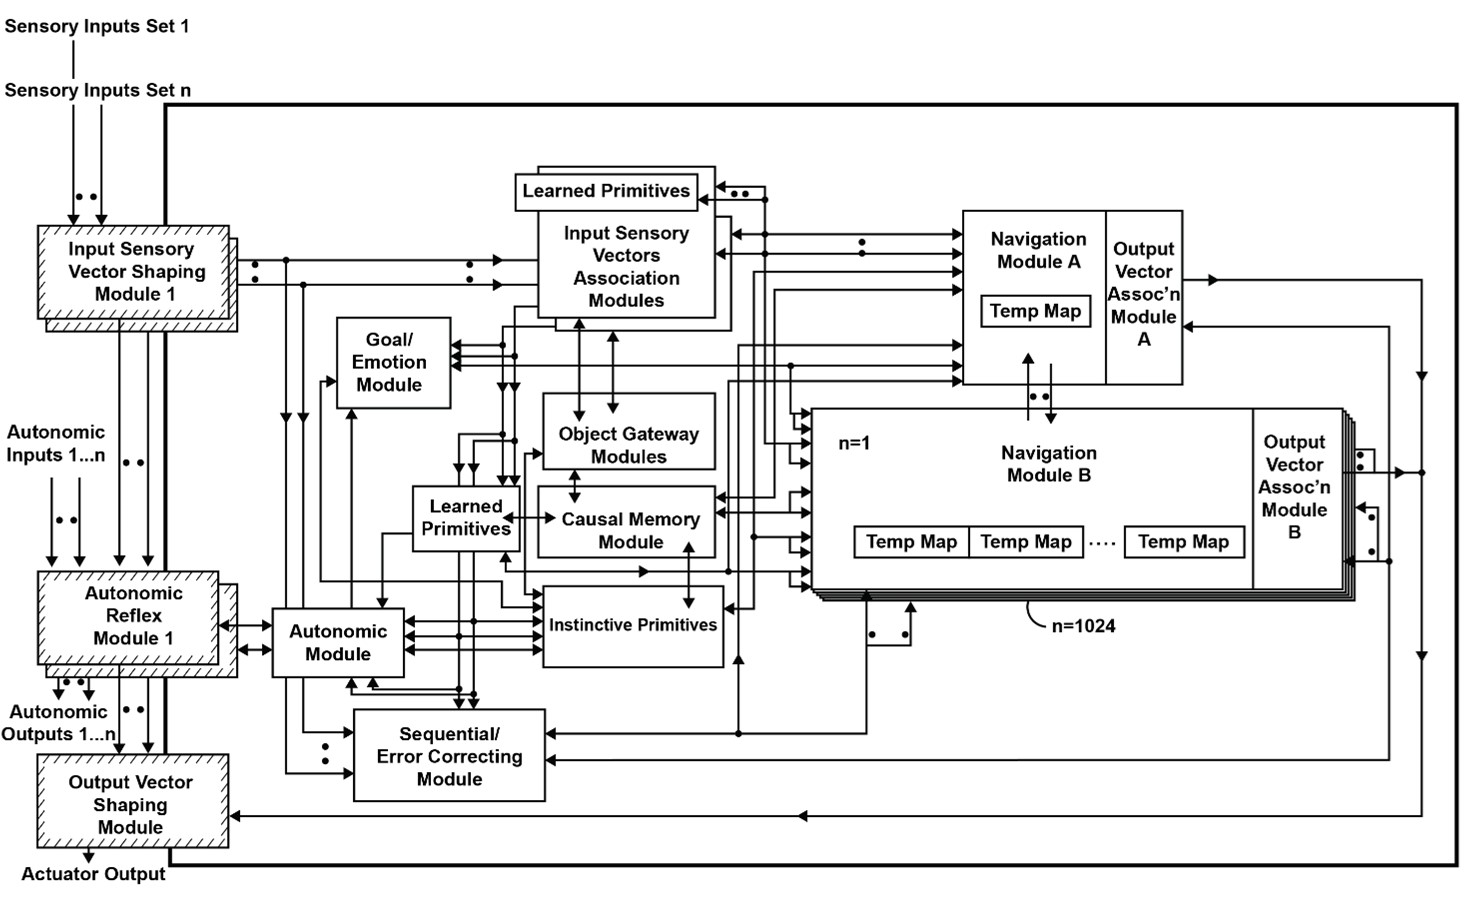 Sensory Inputs Set 1
Sensory Inputs Set n
Input Sensory
Vector Shaping
Module 1
Learned Primitives
Input Sensory
Vectors
Association
Modules
Navigation
Module A
Temp Map
Output
Vector
Assoc'n
Module
A
Goal/
Emotion
Module
Autonomic
Inputs 1...n
Object Gateway
Modules
n=1
Navigation
Module B
Temp Map
Temp Map
....
Temp Map
Output
Vector
Assoc'n
Module
B
Learned
Primitives
Causal Memory
Module
Autonomic
Reflex
Module 1
Autonomic
Module
Instinctive Primitives
n=1024
Autonomic
Outputs 1...n
Sequential/
Error Correcting
Module
Output Vector
Shaping
Module
Actuator Output